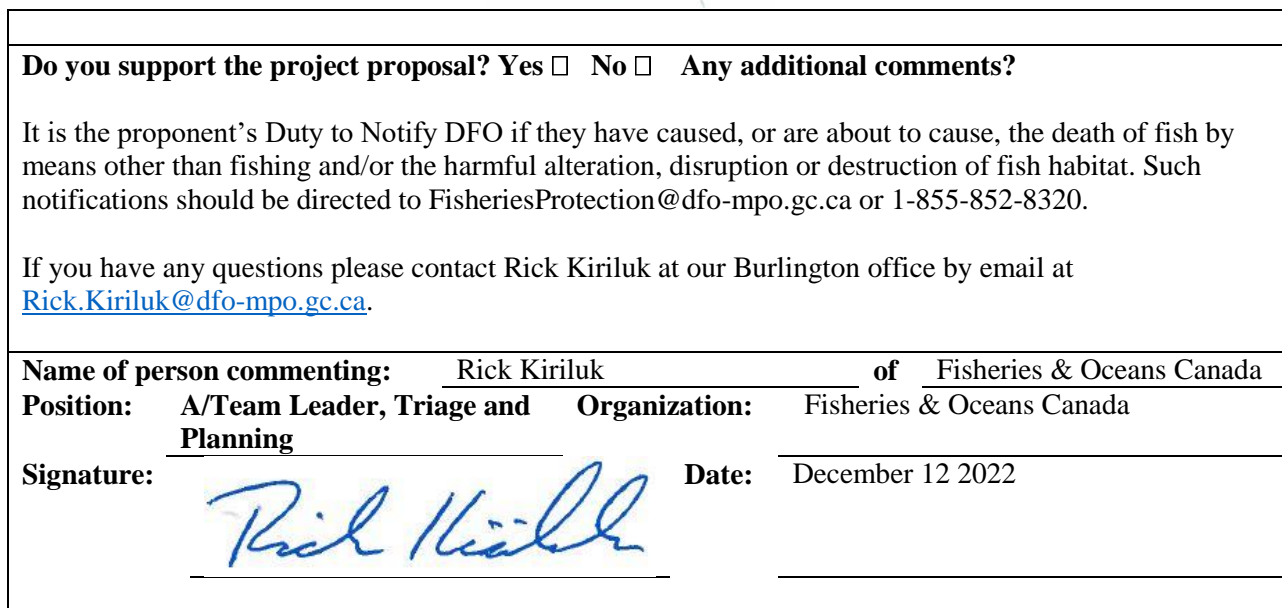 Do you support the project proposal? Yes ☐ No ☐ Any additional comments?
It is the proponent’s Duty to Notify DFO if they have caused, or are about to cause, the death of fish by
means other than fishing and/or the harmful alteration, disruption or destruction of fish habitat. Such
notifications should be directed to FisheriesProtection@dfo-mpo.gc.ca or 1-855-852-8320.
If you have any questions please contact Rick Kiriluk at our Burlington office by email at
Rick.Kiriluk@dfo-mpo.gc.ca.
Name of person commenting: Rick Kiriluk of Fisheries & Oceans Canada
Position: A/Team Leader, Triage and Organization: Fisheries & Oceans Canada
Planning
Signature: Rick Kiriluk Date: December 12 2022